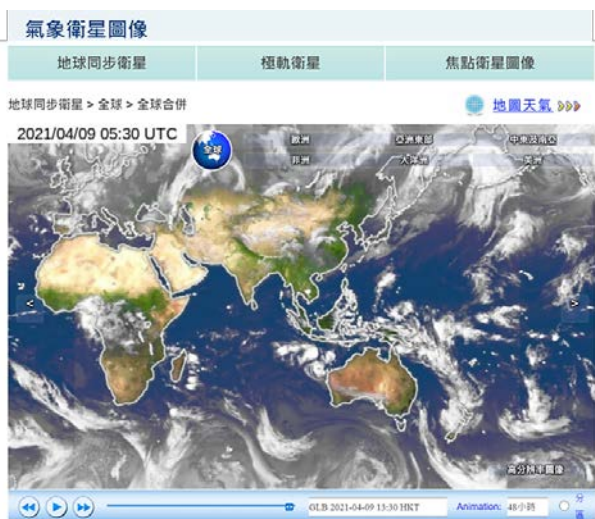 氣象衛星圖像
地球同步衛星 極軌衛星 焦點衛星圖像
地球同步衛星 > 全球 > 全球合併 地圖天氣
2021/04/09 05:30 UTC
全球 歐洲 亞洲東部 中東及南亞
非洲 大洋洲 美洲
< >
高分辨率圖像
GLB 2021-04-09 13:30 HKT Animation: 48小時 分
區